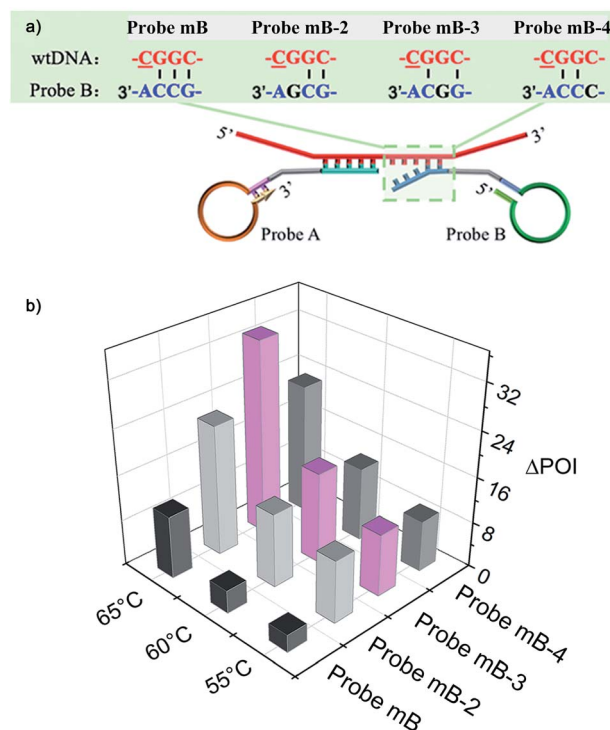 a)
Probe mB Probe mB-2 Probe mB-3 Probe mB-4
wtDNA: -CGGC- -CGGC- -CGGC- -CGGC-
Probe B: 3'-ACCG- 3'-AGCG- 3'-ACGG- 3'-ACCC-
5' 3'
3' 5'
Probe A Probe B
b)
32
24
ΔPOI
16
8
0
65°C
60°C
55°C
Probe mB-4
Probe mB-3
Probe mB-2
Probe mB